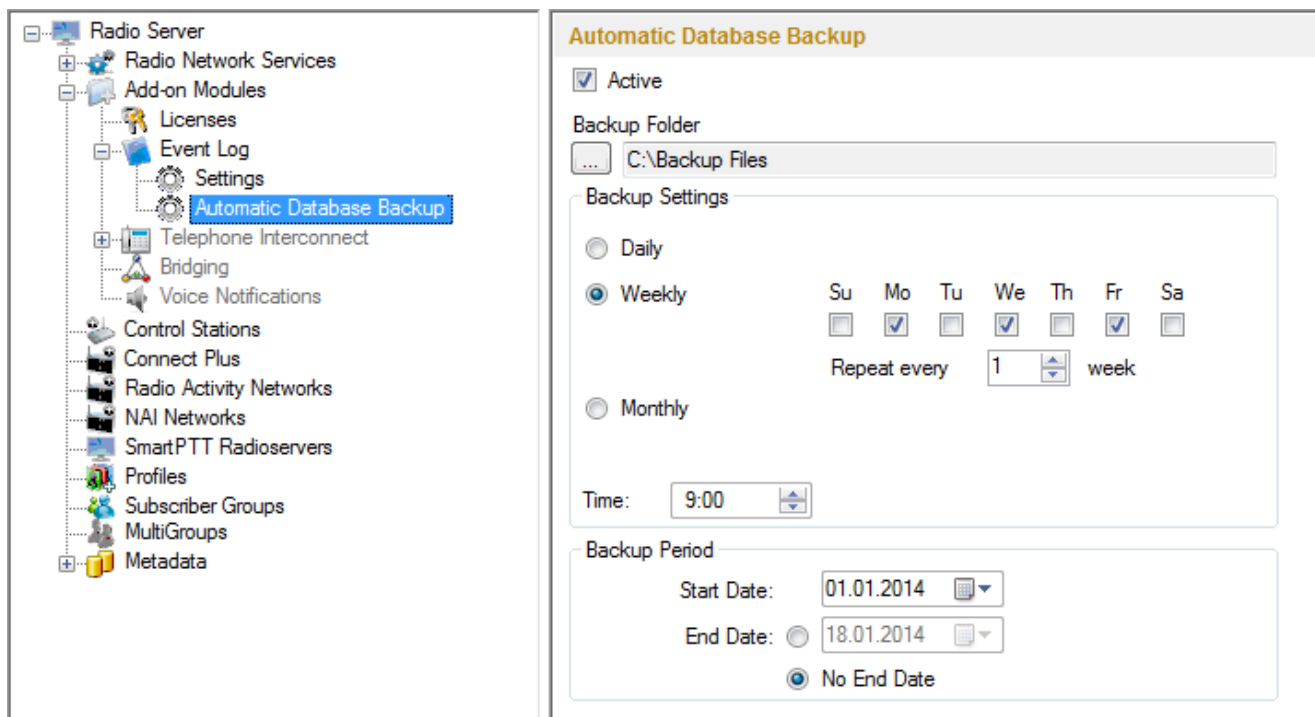 Radio Server
Radio Network Services
Add-on Modules
Licenses
Event Log
Settings
Automatic Database Backup
Telephone Interconnect
Bridging
Voice Notifications
Control Stations
Connect Plus
Radio Activity Networks
NAI Networks
SmartPTT Radioservers
Profiles
Subscriber Groups
MultiGroups
Metadata
Automatic Database Backup
Active
Backup Folder
... C:\Backup Files
Backup Settings
Daily
Weekly Su Mo Tu We Th Fr Sa
Repeat every 1 week
Monthly
Time: 9:00
Backup Period
Start Date: 01.01.2014
End Date: 18.01.2014
No End Date